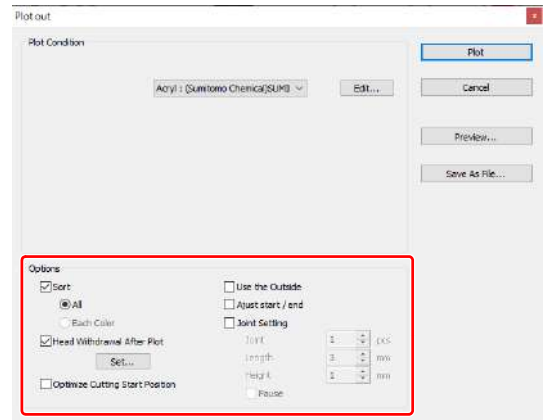 Plot out
Plot Condition
Acryl : (Sumitomo Chemical)SUMI
Edit...
Plot
Cancel
Preview...
Save As File...
Options
Sort
All
Each Color
Head Withdrawal After Plot
Set...
Optimize Cutting Start Position
Use the Outside
Ajust start / end
Joint Setting
Joint 1 pcs
Length 3 mm
Height 1 mm
Pause